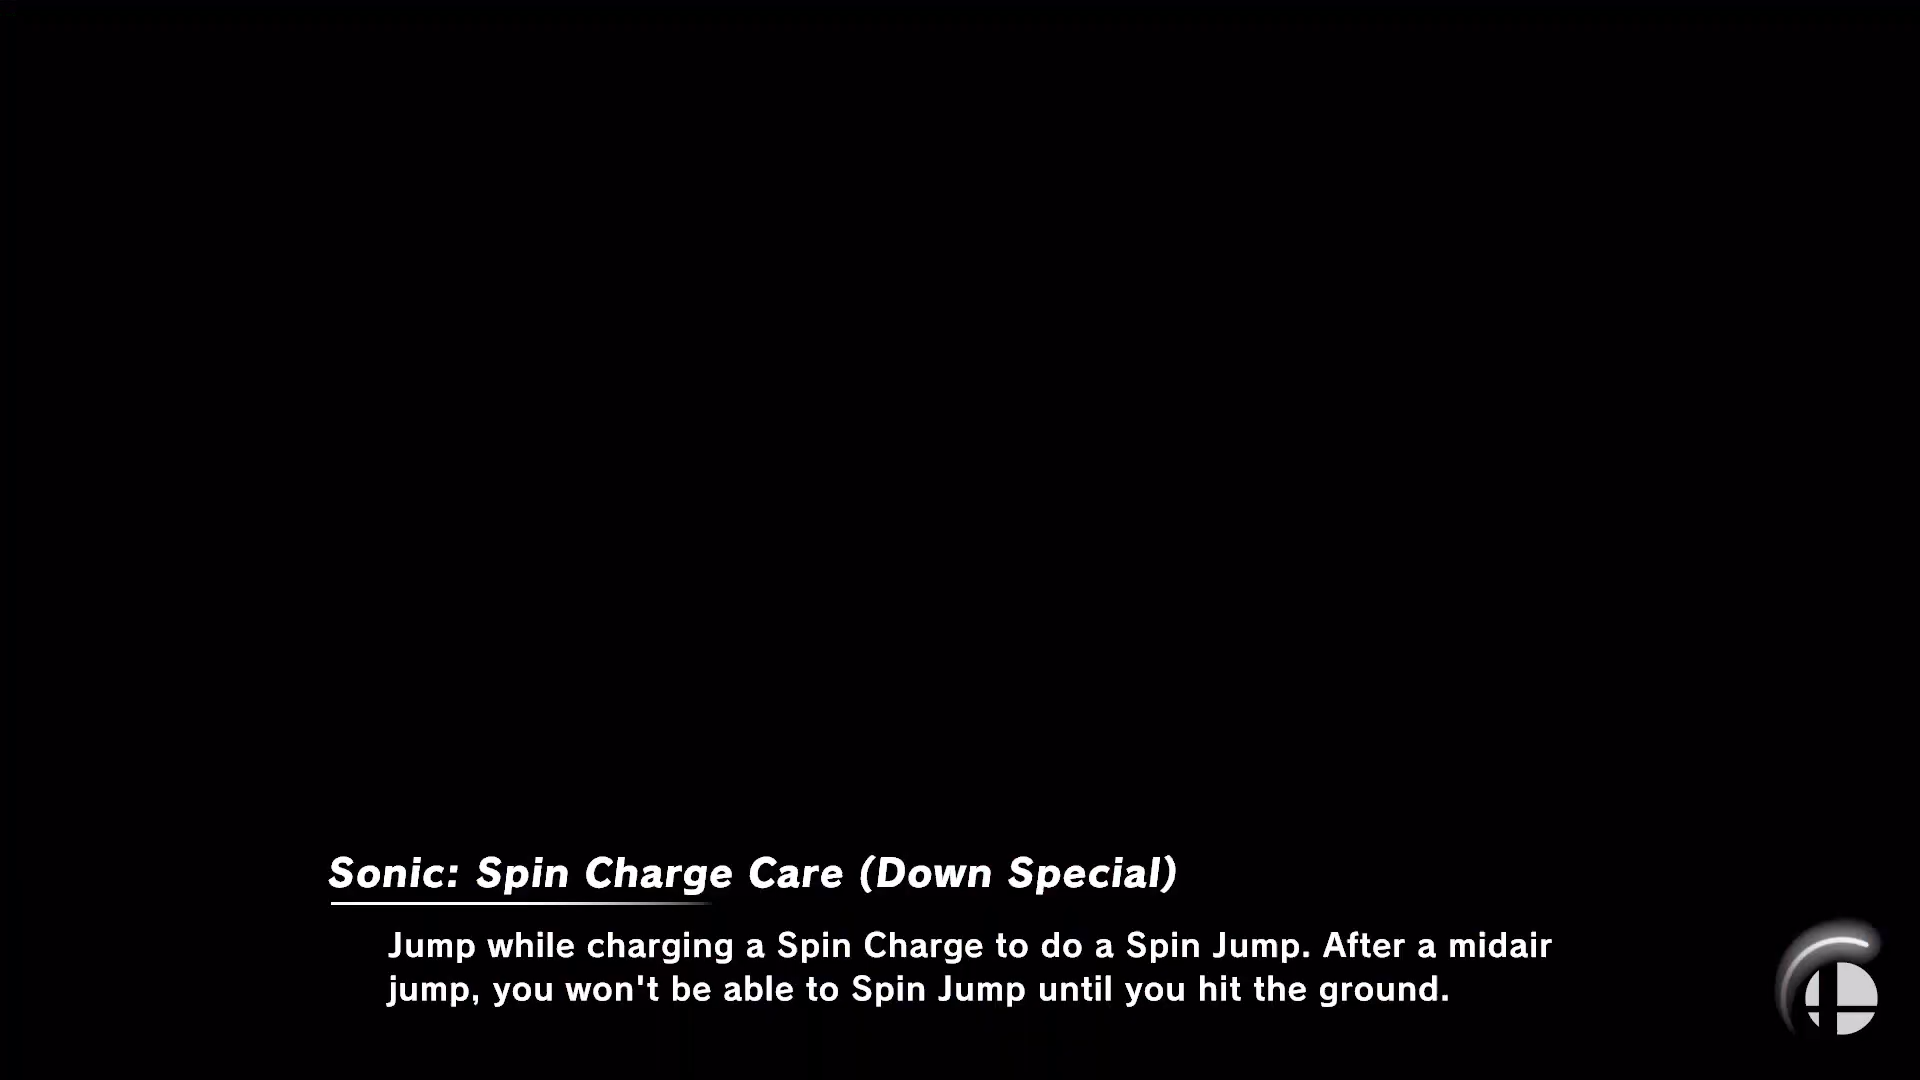 Sonic: Spin Charge Care (Down Special)
Jump while charging a Spin Charge to do a Spin Jump. After a midair
jump, you won't be able to Spin Jump until you hit the ground.